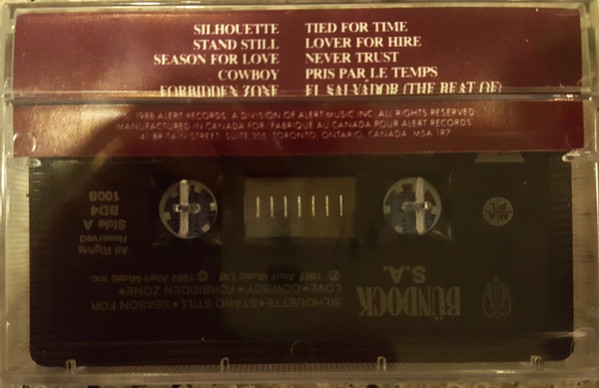 SILHOUETTE
STAND STILL
SEASON FOR LOVE
COWBOY
FORBIDDEN ZONE
TIED FOR TIME
LOVER FOR HIRE
NEVER TRUST
PRIS PAR LE TEMPS
EL SALVADOR (THE BEAT OF)
1988 ALERT RECORDS, A DIVISION OF ALERT MUSIC INC. ALL RIGHTS RESERVED
MANUFACTURED IN CANADA FOR/FABRIQUE AU CANADA POUR ALERT RECORDS
41 BRITAIN STREET, SUITE 305, TORONTO, ONTARIO, CANADA M5A 1R7
SILHOUETTE•STAND STILL•SEASON FOR
LOVE•COWBOY•FORBIDDEN ZONE•
℗ 1987 Alert Music © 1987 Alert Music Inc.
BÜNDOCK
S.A.
MAPL
BD4
1008
Side A
All Rights
Reserved